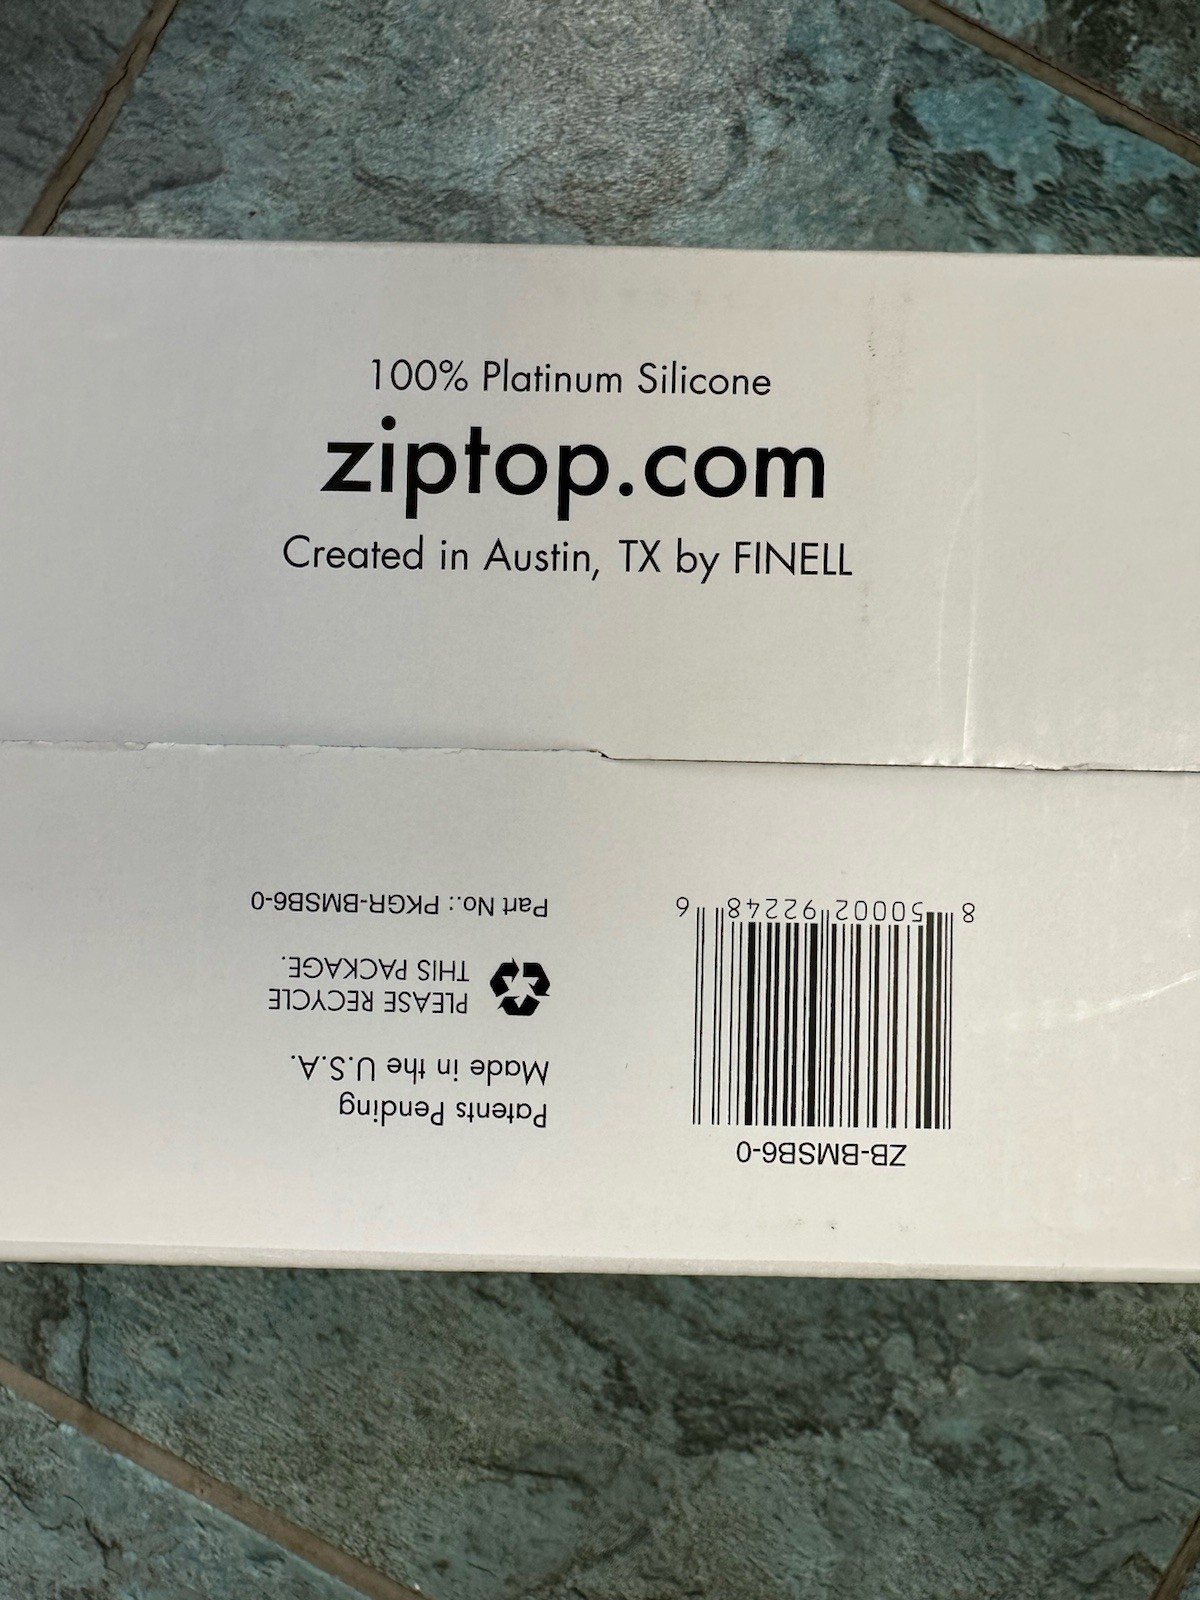 100% Platinum Silicone
ziptop.com
Created in Austin, TX by FINELL
ZB-BMSB6-0
8 50002 92248 6
Patents Pending
Made in the U.S.A.
PLEASE RECYCLE
THIS PACKAGE.
Part No.: PKGR-BMSB6-0